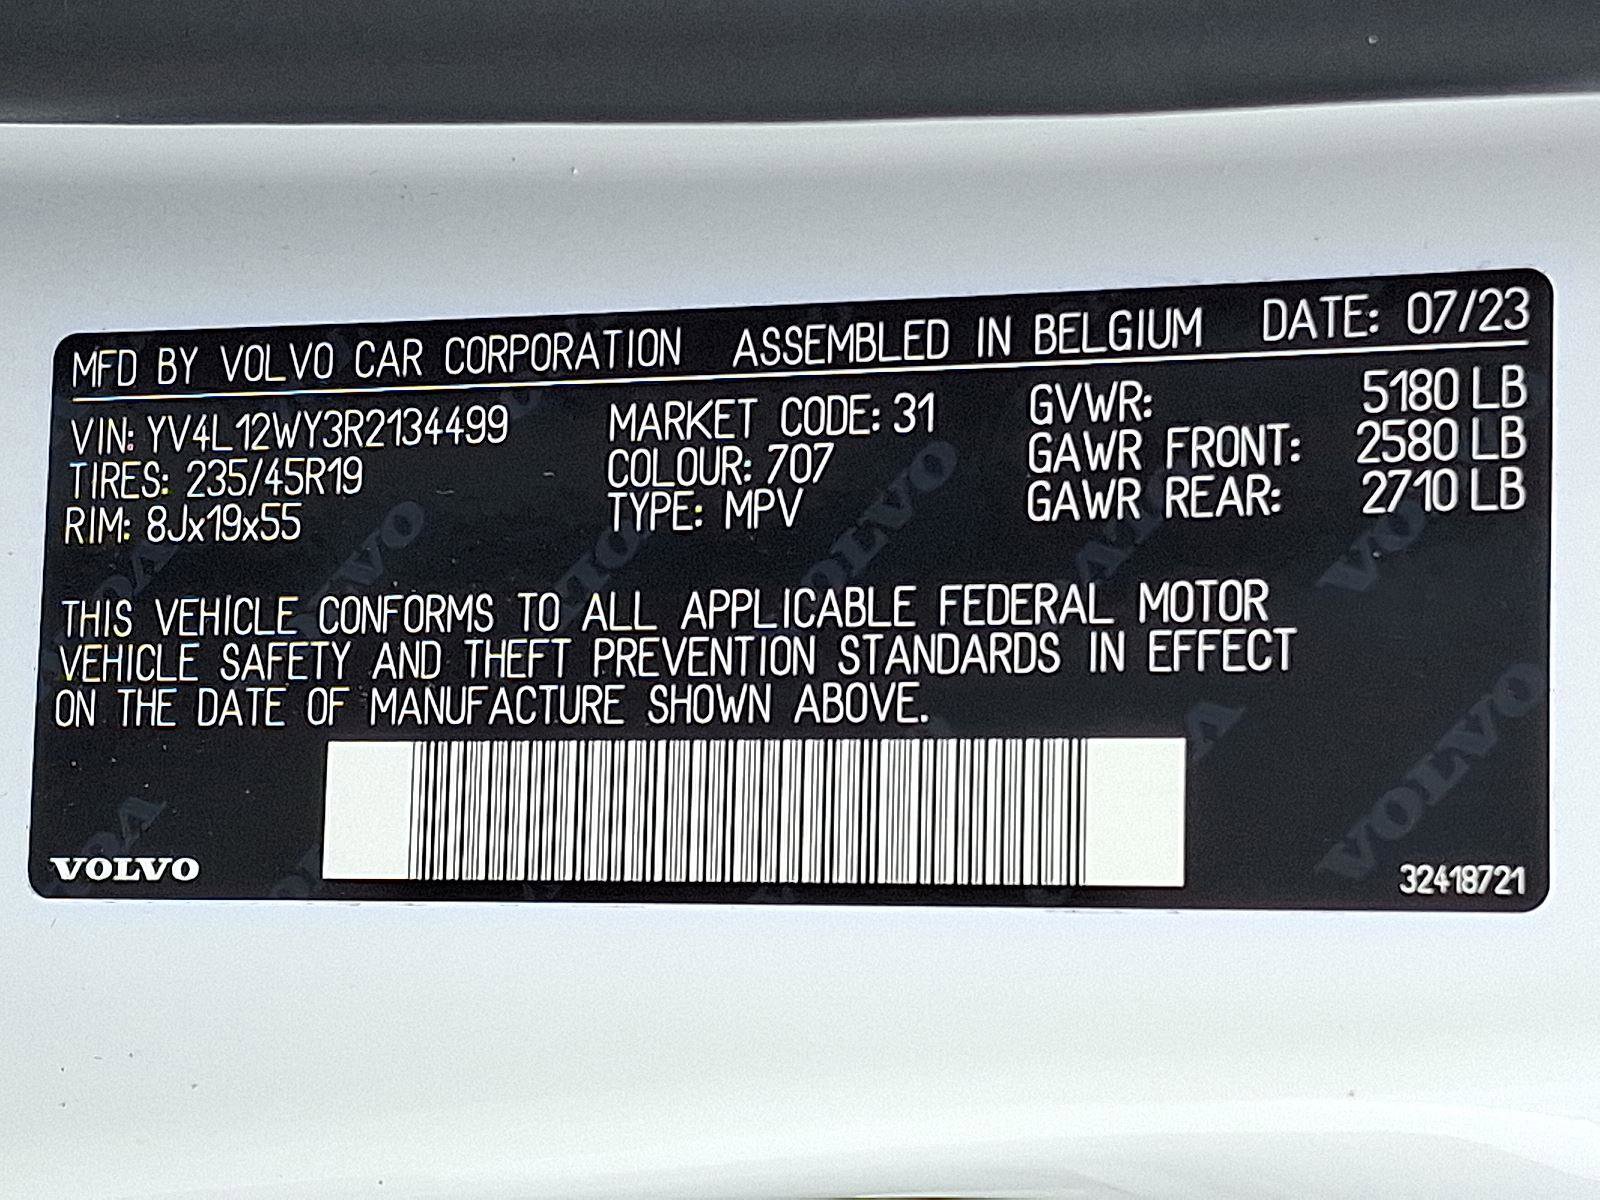 MFD BY VOLVO CAR CORPORATION ASSEMBLED IN BELGIUM DATE: 07/23
VIN: YV4L12WY3R2134499 MARKET CODE: 31 GVWR: 5180 LB
TIRES: 235/45R19 COLOUR: 707 GAWR FRONT: 2580 LB
RIM: 8Jx19x55 TYPE: MPV GAWR REAR: 2710 LB
THIS VEHICLE CONFORMS TO ALL APPLICABLE FEDERAL MOTOR
VEHICLE SAFETY AND THEFT PREVENTION STANDARDS IN EFFECT
ON THE DATE OF MANUFACTURE SHOWN ABOVE.
VOLVO 32418721